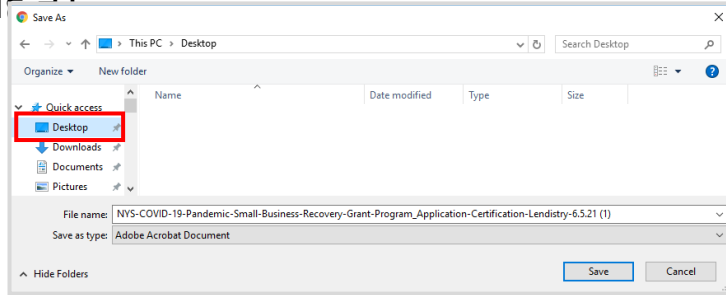 Save As
This PC > Desktop
Search Desktop
Organize
New folder
Name
Date modified
Type
Size
Quick access
Desktop
Downloads
Documents
Pictures
File name: NYS-COVID-19-Pandemic-Small-Business-Recovery-Grant-Program_Application-Certification-Lendistry-6.5.21 (1)
Save as type: Adobe Acrobat Document
Hide Folders
Save
Cancel